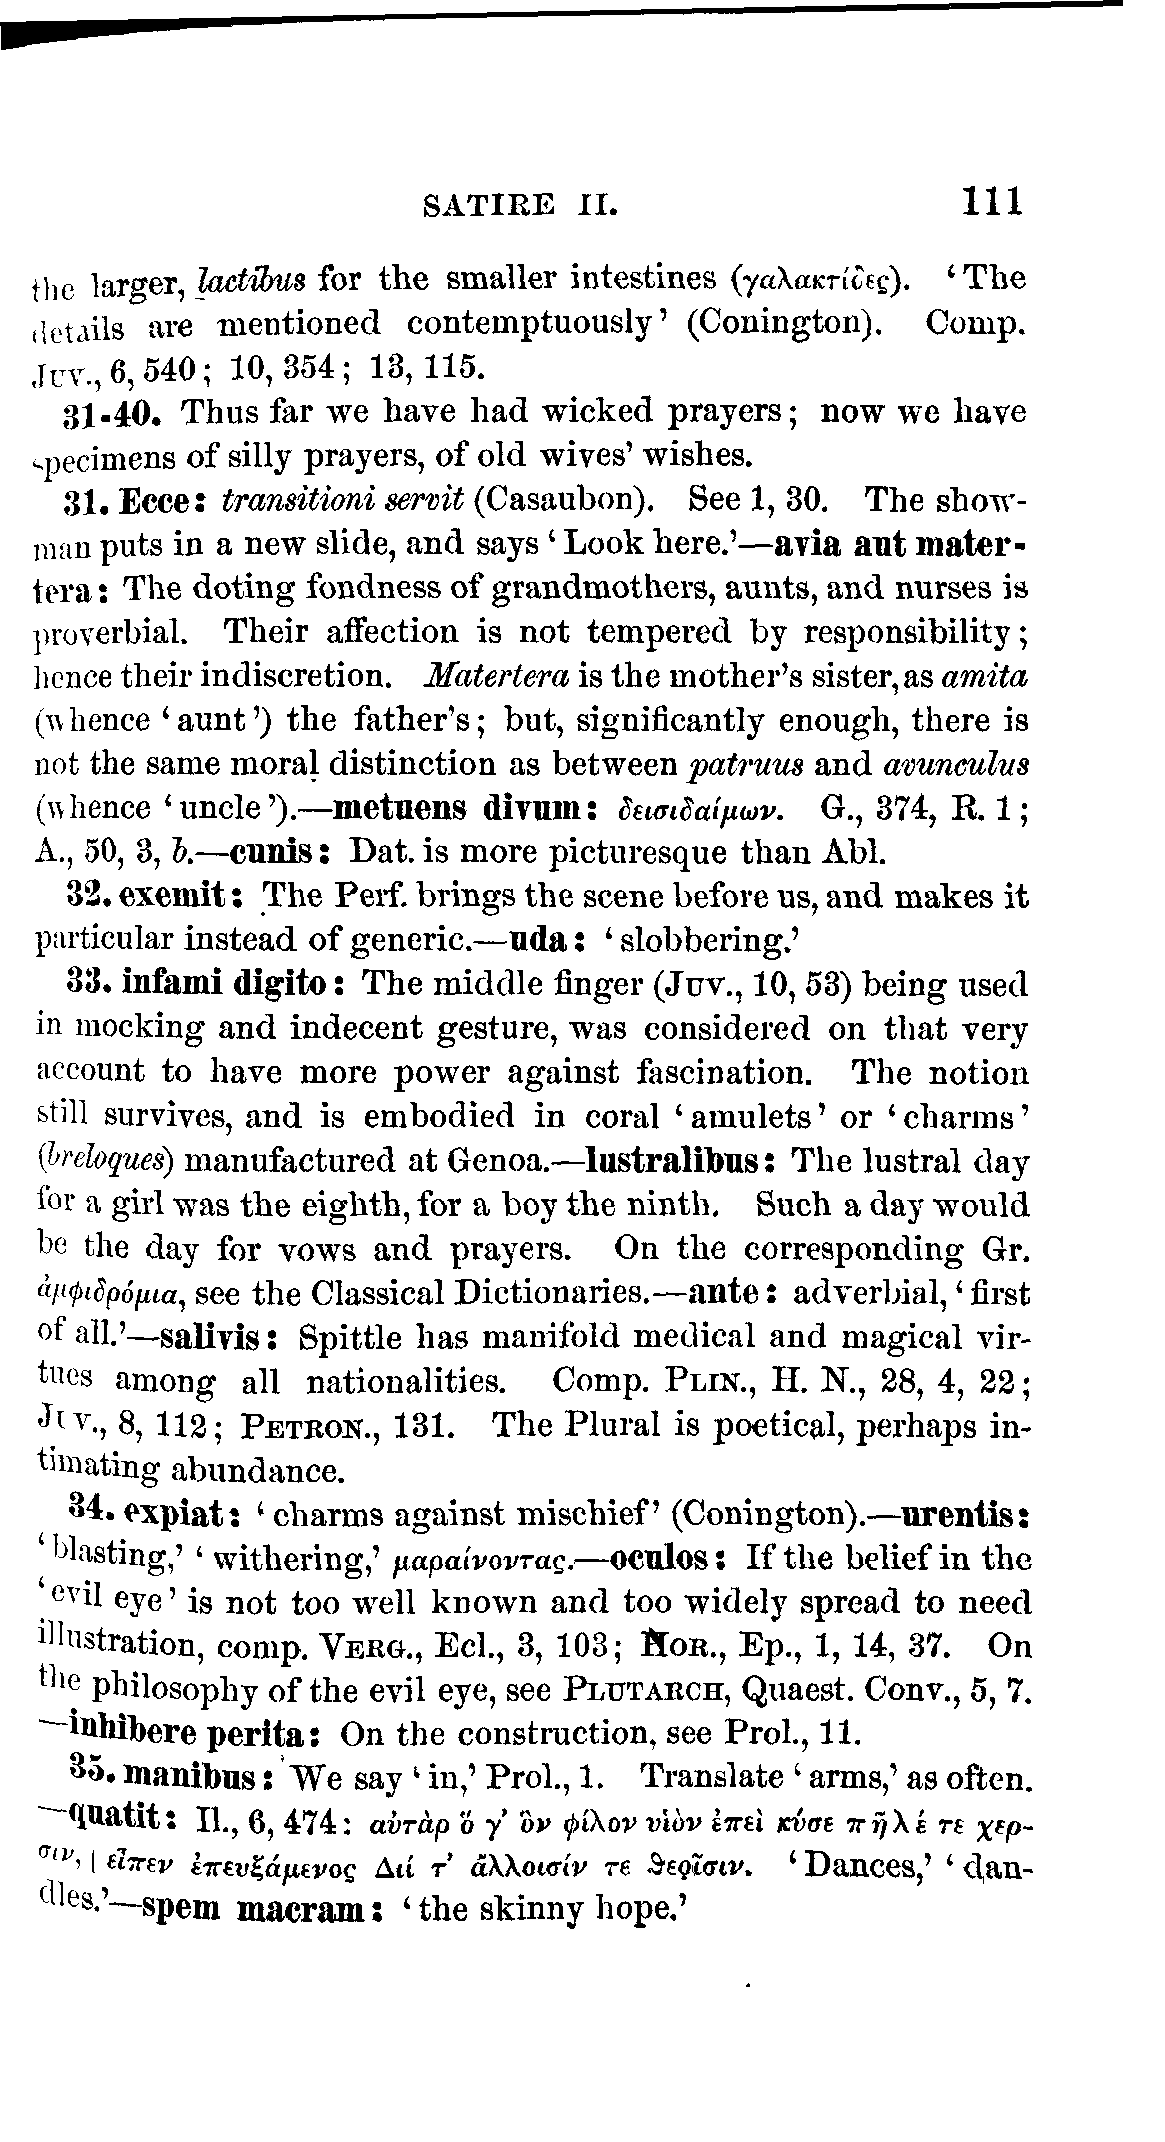 SATIRE II. 111
the larger, lactibus for the smaller intestines (γαλακτίδες). ‘The
details are mentioned contemptuously’ (Conington). Comp.
Juv., 6, 540; 10, 354; 13, 115.
31-40. Thus far we have had wicked prayers; now we have
specimens of silly prayers, of old wives’ wishes.
31. Ecce: transitioni servit (Casaubon). See 1, 30. The show-
man puts in a new slide, and says ‘Look here.’—avia aut mater-
tera: The doting fondness of grandmothers, aunts, and nurses is
proverbial. Their affection is not tempered by responsibility;
hence their indiscretion. Matertera is the mother’s sister, as amita
(whence ‘aunt’) the father’s; but, significantly enough, there is
not the same moral distinction as between patruus and avunculus
(whence ‘uncle’).—metuens divum: δεισιδαίμων. G., 374, R. 1;
A., 50, 3, b.—cunis: Dat. is more picturesque than Abl.
32. exemit: The Perf. brings the scene before us, and makes it
particular instead of generic.—uda: ‘slobbering.’
33. infami digito: The middle finger (Juv., 10, 53) being used
in mocking and indecent gesture, was considered on that very
account to have more power against fascination. The notion
still survives, and is embodied in coral ‘amulets’ or ‘charms’
(breloques) manufactured at Genoa.—lustralibus: The lustral day
for a girl was the eighth, for a boy the ninth. Such a day would
be the day for vows and prayers. On the corresponding Gr.
ἀμφιδρόμια, see the Classical Dictionaries.—ante: adverbial, ‘first
of all.’—salivis: Spittle has manifold medical and magical vir-
tues among all nationalities. Comp. Plin., H. N., 28, 4, 22;
Juv., 8, 112; Petron., 131. The Plural is poetical, perhaps in-
timating abundance.
34. expiat: ‘charms against mischief’ (Conington).—urentis:
‘blasting,’ ‘withering,’ μαραίνοντας.—oculos: If the belief in the
‘evil eye’ is not too well known and too widely spread to need
illustration, comp. Verg., Ecl., 3, 103; Hor., Ep., 1, 14, 37. On
the philosophy of the evil eye, see Plutarch, Quaest. Conv., 5, 7.
—inhibere perita: On the construction, see Prol., 11.
35. manibus: We say ‘in,’ Prol., 1. Translate ‘arms,’ as often.
—quatit: Il., 6, 474: αὐτὰρ ὅ γ’ ὃν φίλον υἱὸν ἐπεὶ κύσε πῆλέ τε χερ-
σιν, | εἶπεν ἐπευξάμενος Διί τ’ ἄλλοισίν τε ϑεοῖσιν. ‘Dances,’ ‘dan-
dles.’—spem macram: ‘the skinny hope.’